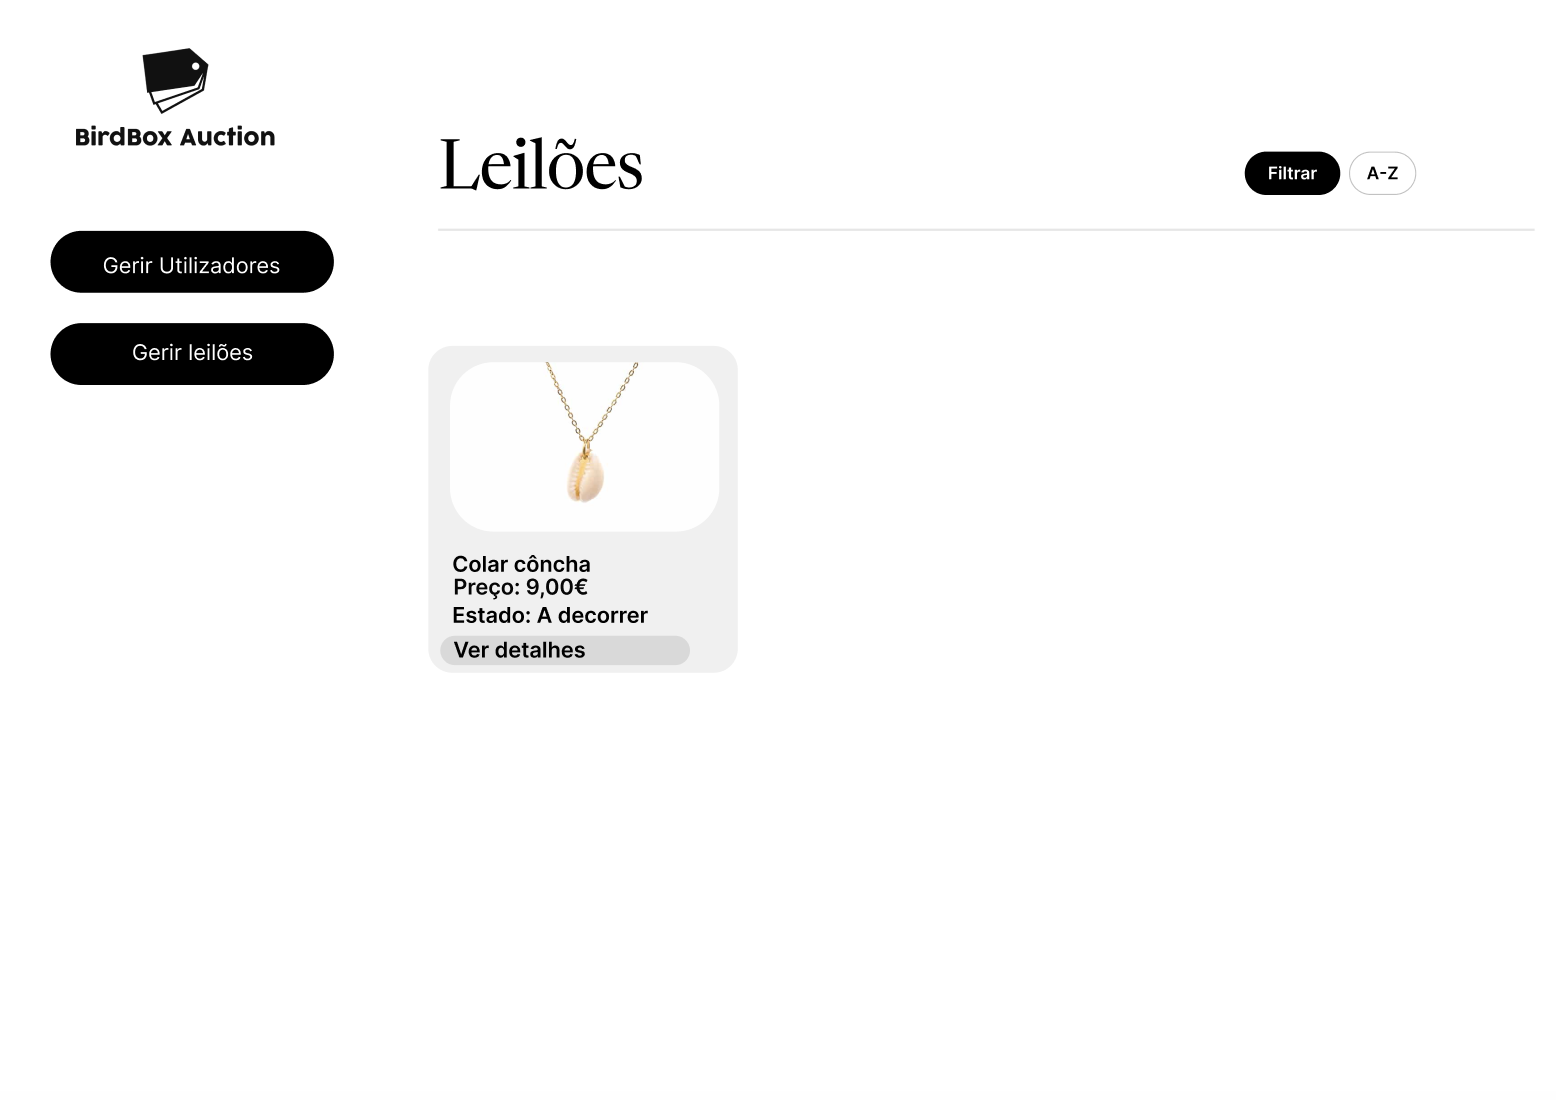 BirdBox Auction
Leilões
Filtrar
A-Z
Gerir Utilizadores
Gerir leilões
Colar côncha
Preço: 9,00€
Estado: A decorrer
Ver detalhes